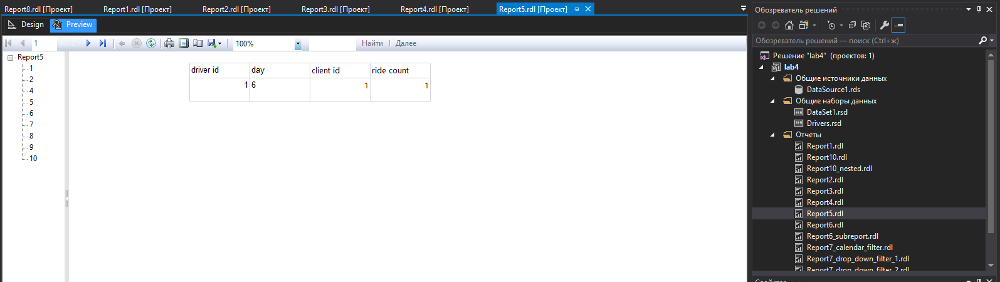 Report8.rdl [Проект] Report1.rdl [Проект] Report2.rdl [Проект] Report3.rdl [Проект] Report4.rdl [Проект] Report5.rdl [Проект]
Design Preview
1 100% Найти | Далее
Report5
1
2
4
5
6
7
8
9
10
driver id day client id ride count
1 6 1 1
Обозреватель решений
Обозреватель решений — поиск (Ctrl+ж)
Решение "lab4" (проектов: 1)
lab4
Общие источники данных
DataSource1.rds
Общие наборы данных
DataSet1.rsd
Drivers.rsd
Отчеты
Report1.rdl
Report10.rdl
Report10_nested.rdl
Report2.rdl
Report3.rdl
Report4.rdl
Report5.rdl
Report6.rdl
Report6_subreport.rdl
Report7_calendar_filter.rdl
Report7_drop_down_filter_1.rdl
Report7_drop_down_filter_2.rdl
Свойства